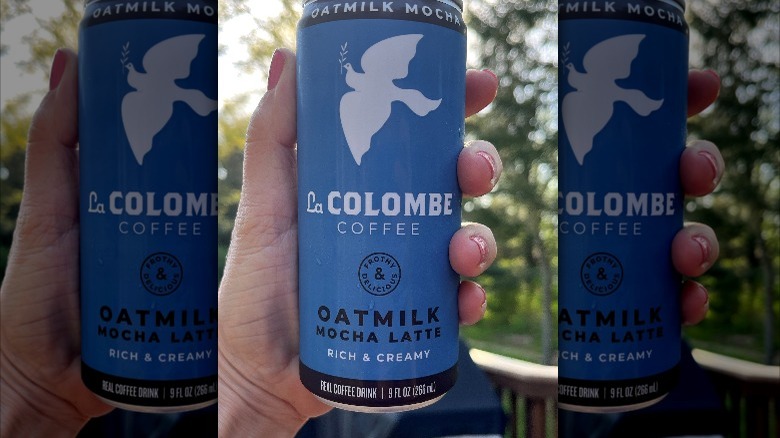 OATMILK MOCHA
La COLOMBE
COFFEE
FROTHY & DELICIOUS
OATMILK
MOCHA LATTE
RICH & CREAMY
REAL COFFEE DRINK | 9 FL OZ (266 mL)